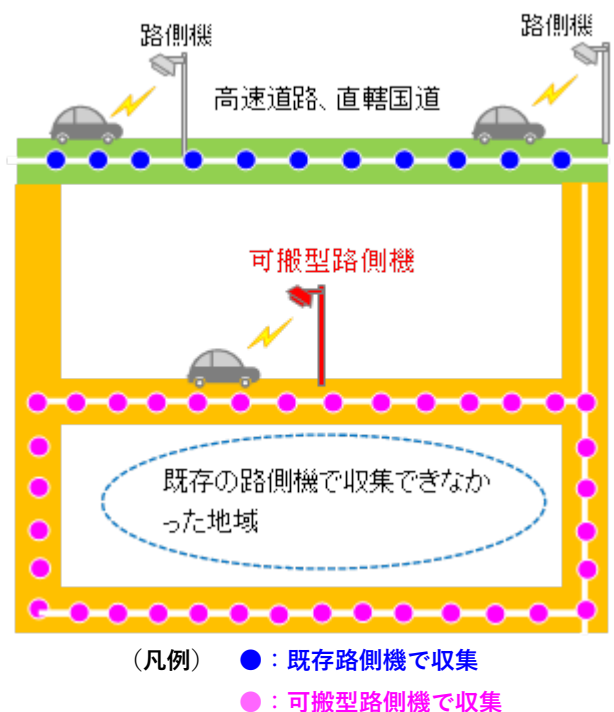 路側機
路側機
高速道路、直轄国道
可搬型路側機
既存の路側機で収集できなか
った地域
（凡例）　●：既存路側機で収集
●：可搬型路側機で収集